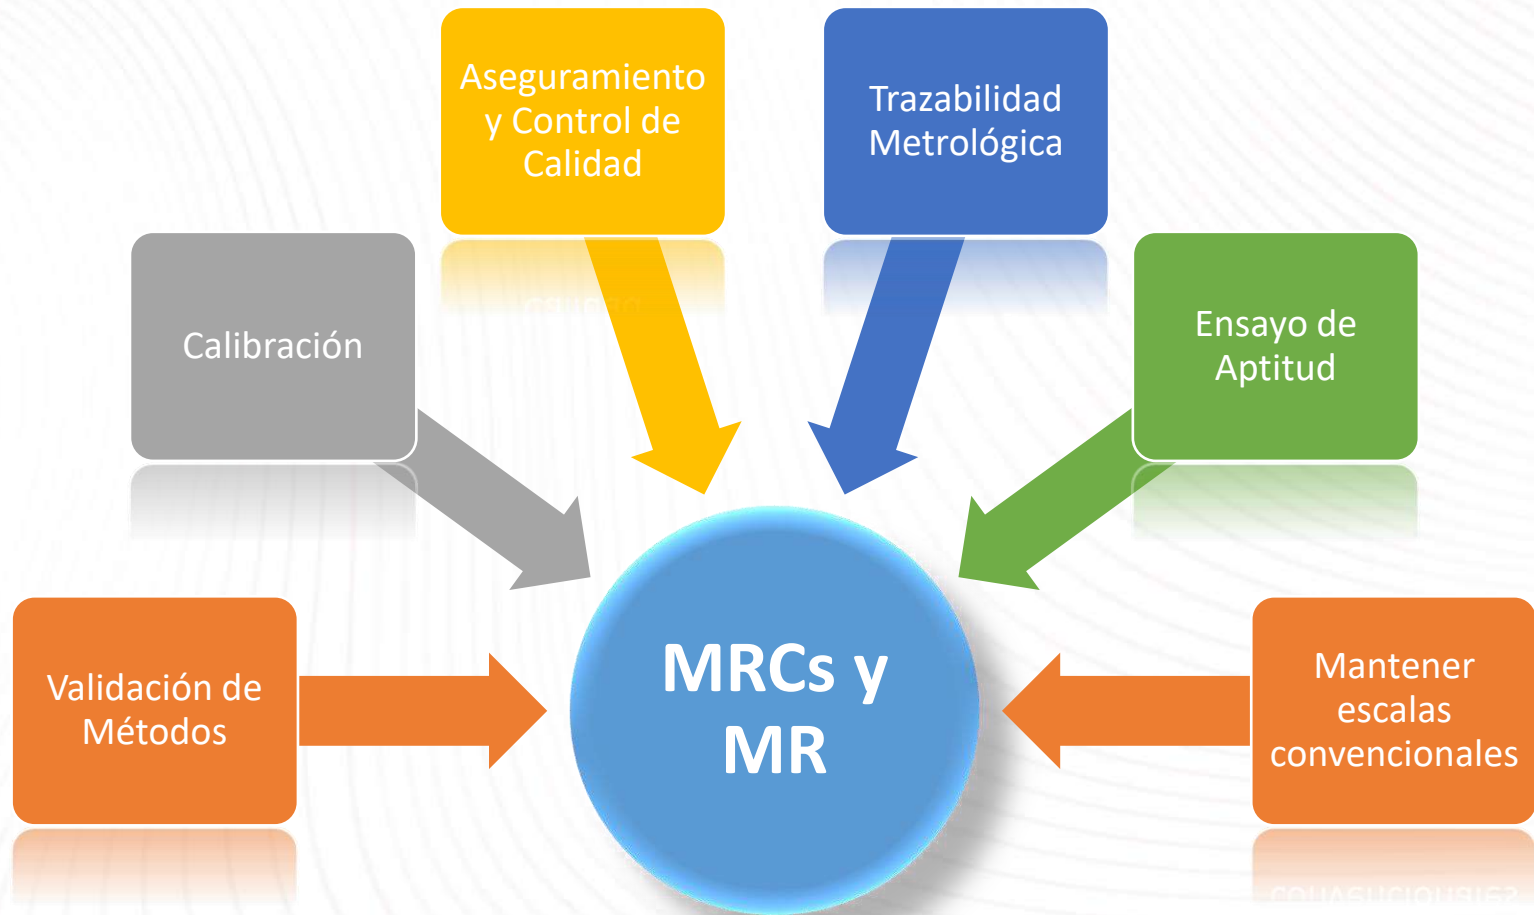 Aseguramiento
y Control de
Calidad
Trazabilidad
Metrológica
Calibración
Ensayo de
Aptitud
Validación de
Métodos
MRCs y
MR
Mantener
escalas
convencionales